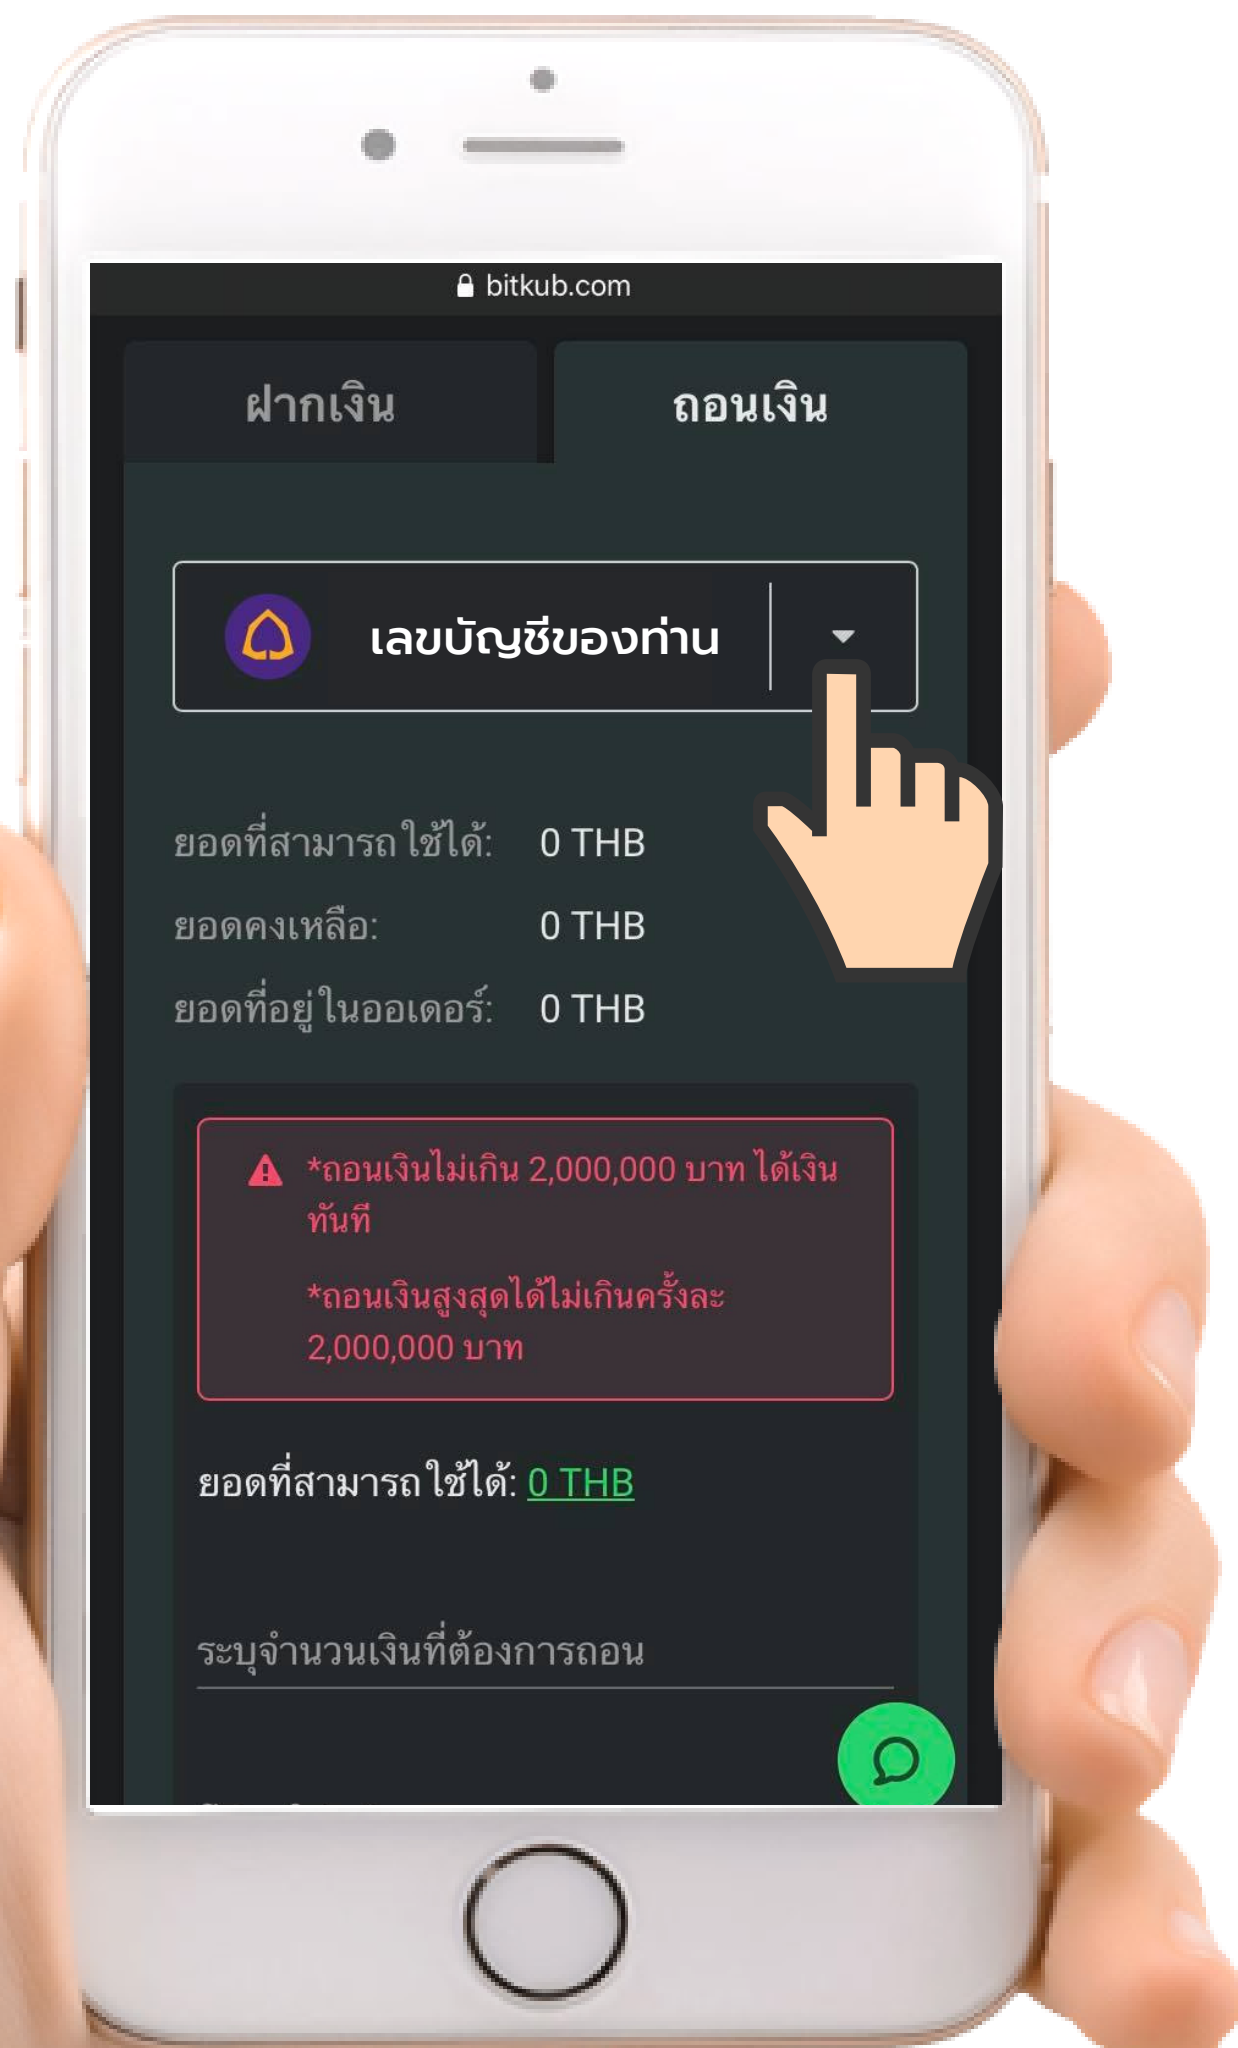 bitkub.com
ฝากเงิน ถอนเงิน
เลขบัญชีของท่าน
ยอดที่สามารถใช้ได้: 0 THB
ยอดคงเหลือ: 0 THB
ยอดที่อยู่ในออเดอร์: 0 THB
*ถอนเงินไม่เกิน 2,000,000 บาท ได้เงิน
ทันที
*ถอนเงินสูงสุดได้ไม่เกินครั้งละ
2,000,000 บาท
ยอดที่สามารถใช้ได้: 0 THB
ระบุจำนวนเงินที่ต้องการถอน